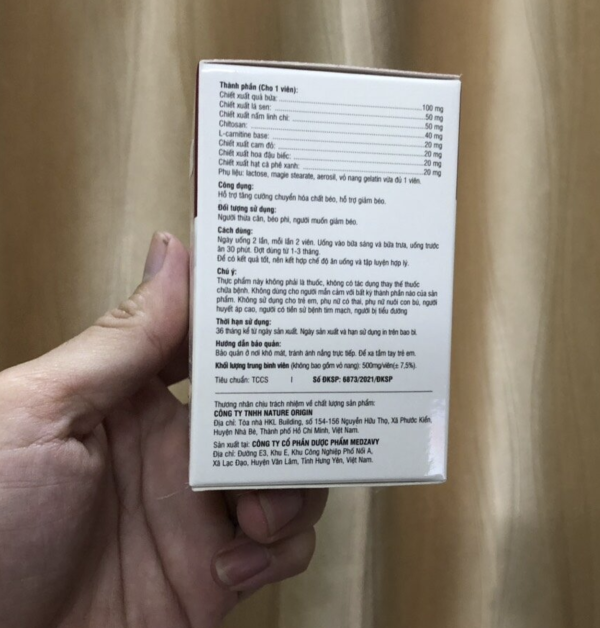 Thành phần (Cho 1 viên):
Chiết xuất quả bứa: 100 mg
Chiết xuất lá sen: 50 mg
Chiết xuất nấm linh chi: 50 mg
Chitosan: 40 mg
L-carnitine base: 20 mg
Chiết xuất cam đỏ: 20 mg
Chiết xuất hoa đậu biếc: 20 mg
Chiết xuất hạt cà phê xanh: 20 mg
Phụ liệu: lactose, magie stearate, aerosil, vỏ nang gelatin vừa đủ 1 viên.
Công dụng:
Hỗ trợ tăng cường chuyển hóa chất béo, hỗ trợ giảm béo.
Đối tượng sử dụng:
Người thừa cân, béo phì, người muốn giảm béo.
Cách dùng:
Ngày uống 2 lần, mỗi lần 2 viên. Uống vào bữa sáng và bữa trưa, uống trước
ăn 30 phút. Đợt dùng từ 1-3 tháng.
Để có kết quả tốt, nên kết hợp chế độ ăn uống và tập luyện hợp lý.
Chú ý:
Thực phẩm này không phải là thuốc, không có tác dụng thay thế thuốc
chữa bệnh. Không dùng cho người mẫn cảm với bất kỳ thành phần nào của sản
phẩm. Không sử dụng cho trẻ em, phụ nữ có thai, phụ nữ nuôi con bú, người
huyết áp cao, người có tiền sử bệnh tim mạch, người bị tiểu đường
Thời hạn sử dụng:
36 tháng kể từ ngày sản xuất. Ngày sản xuất và hạn sử dụng in trên bao bì.
Hướng dẫn bảo quản:
Bảo quản ở nơi khô mát, tránh ánh nắng trực tiếp. Để xa tầm tay trẻ em.
Khối lượng trung bình viên (không bao gồm vỏ nang): 500mg/viên(± 7,5%).
Tiêu chuẩn: TCCS | Số ĐKSP: 6873/2021/ĐKSP
Thương nhân chịu trách nhiệm về chất lượng sản phẩm:
CÔNG TY TNHH NATURE ORIGIN
Địa chỉ: Tòa nhà HKL Building, số 154-156 Nguyễn Hữu Thọ, Xã Phước Kiển,
Huyện Nhà Bè, Thành phố Hồ Chí Minh, Việt Nam.
Sản xuất tại: CÔNG TY CỔ PHẦN DƯỢC PHẨM MEDZAVY
Địa chỉ: Đường E3, Khu E, Khu Công Nghiệp Phố Nối A,
Xã Lạc Đạo, Huyện Văn Lâm, Tỉnh Hưng Yên, Việt Nam.